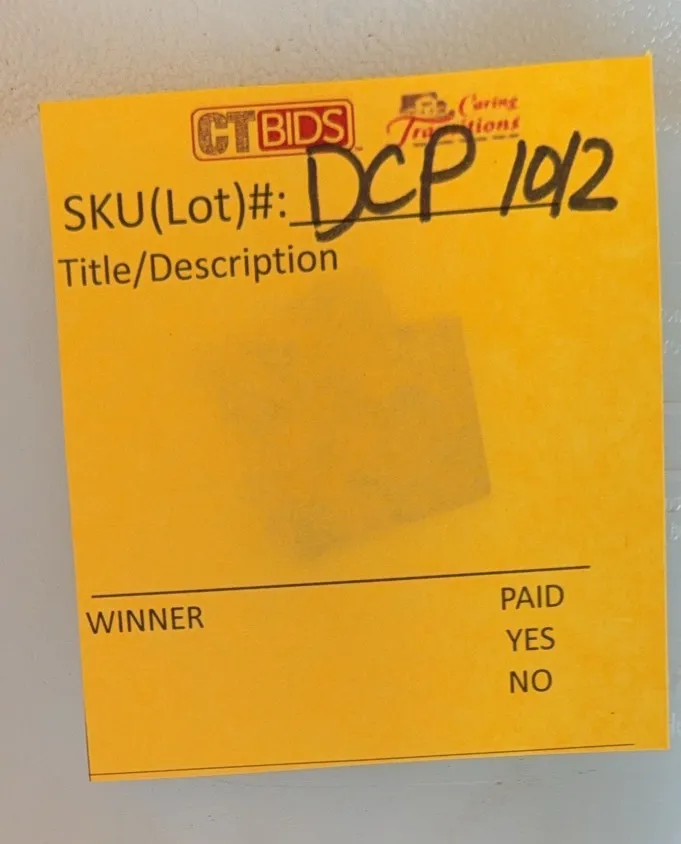 CTBIDS Caring Transitions
SKU(Lot)#: DCP 1012
Title/Description
WINNER PAID
YES
NO